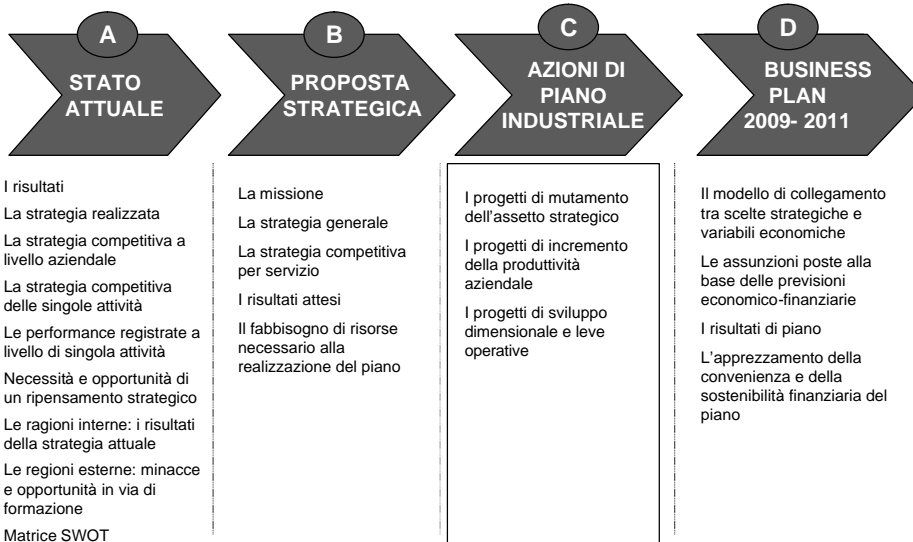 A
STATO
ATTUALE
I risultati
La strategia realizzata
La strategia competitiva a
livello aziendale
La strategia competitiva
delle singole attività
Le performance registrate a
livello di singola attività
Necessità e opportunità di
un ripensamento strategico
Le ragioni interne: i risultati
della strategia attuale
Le regioni esterne: minacce
e opportunità in via di
formazione
Matrice SWOT
B
PROPOSTA
STRATEGICA
La missione
La strategia generale
La strategia competitiva
per servizio
I risultati attesi
Il fabbisogno di risorse
necessario alla
realizzazione del piano
C
AZIONI DI
PIANO
INDUSTRIALE
I progetti di mutamento
dell'assetto strategico
I progetti di incremento
della produttività
aziendale
I progetti di sviluppo
dimensionale e leve
operative
D
BUSINESS
PLAN
2009- 2011
Il modello di collegamento
tra scelte strategiche e
variabili economiche
Le assunzioni poste alla
base delle previsioni
economico-finanziarie
I risultati di piano
L'apprezzamento della
convenienza e della
sostenibilità finanziaria del
piano